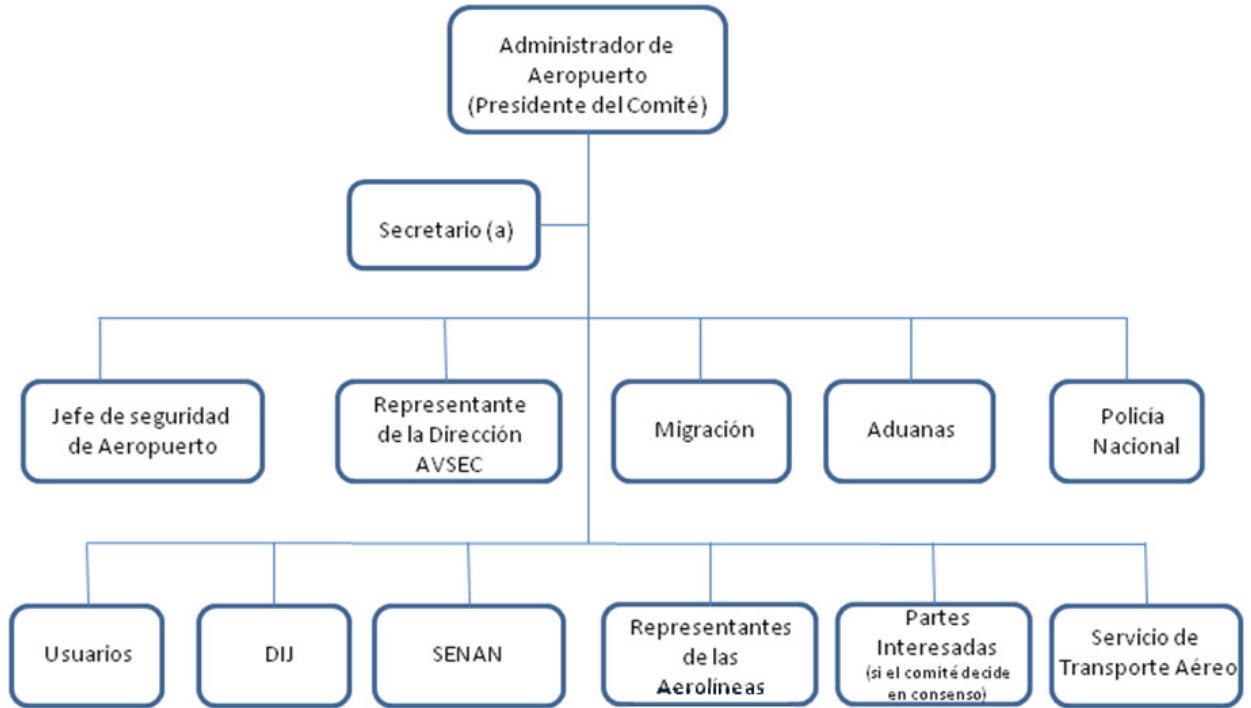 Administrador de
Aeropuerto
(Presidente del Comité)
Secretario (a)
Jefe de seguridad
de Aeropuerto
Representante
de la Dirección
AVSEC
Migración
Aduanas
Policía
Nacional
Usuarios
DIJ
SENAN
Representantes
de las
Aerolíneas
Partes
Interesadas
(si el comité decide
en consenso)
Servicio de
Transporte Aéreo